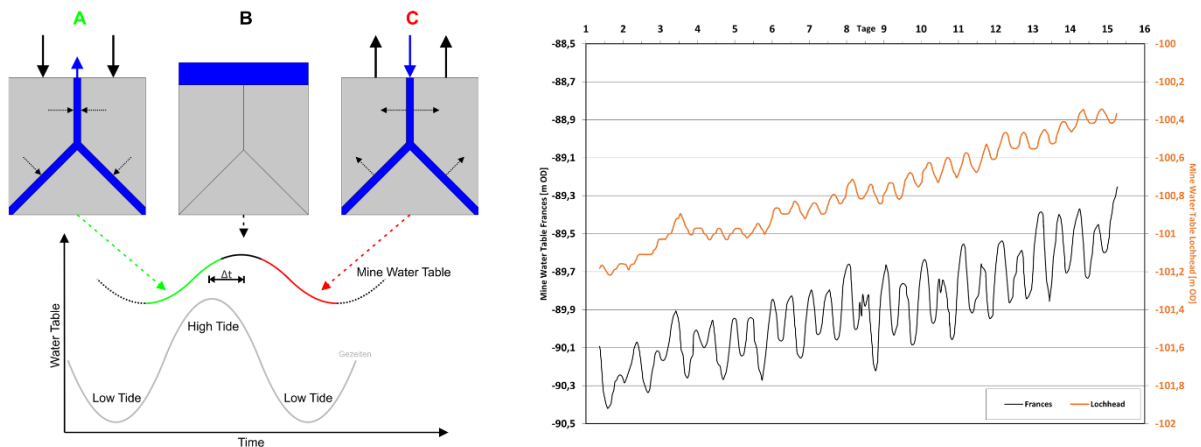 A B C
Δt
Mine Water Table
High Tide
Gezeiten
Low Tide Low Tide
Water Table
Time
1 2 3 4 5 6 7 8 Tage 9 10 11 12 13 14 15 16
-88,5
-88,7
-88,9
-89,1
-89,3
-89,5
-89,7
-89,9
-90,1
-90,3
-90,5
Mine Water Table Frances [m OD]
-100
-100,2
-100,4
-100,6
-100,8
-101
-101,2
-101,4
-101,6
-101,8
-102
Mine Water Table Lochhead [m OD]
Frances Lochhead